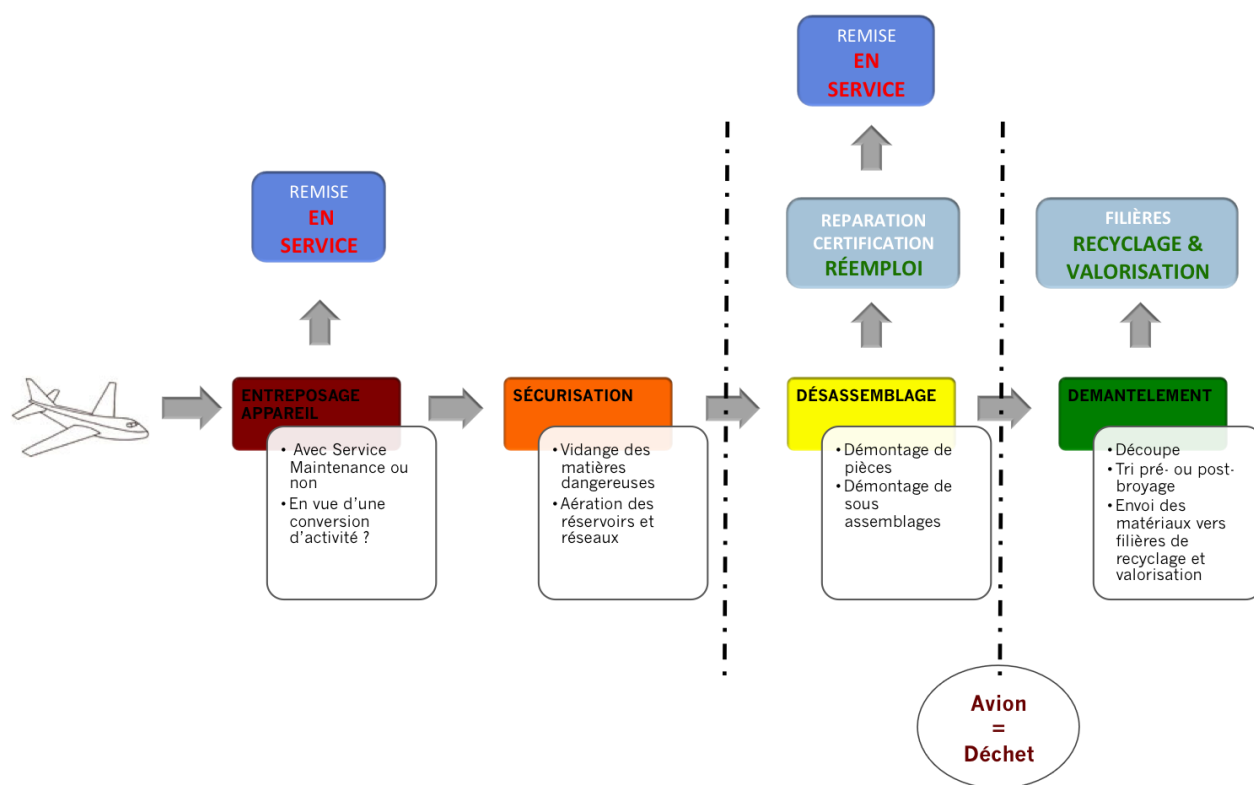 REMISE
EN
SERVICE
REMISE
EN
SERVICE
REPARATION
CERTIFICATION
RÉEMPLOI
FILIÈRES
RECYCLAGE &
VALORISATION
ENTREPOSAGE
APPAREIL
• Avec Service
Maintenance ou
non
• En vue d'une
conversion
d'activité ?
SÉCURISATION
• Vidange des
matières
dangereuses
• Aération des
réservoirs et
réseaux
DÉSASSEMBLAGE
• Démontage de
pièces
• Démontage de
sous
assemblages
DEMANTELEMENT
• Découpe
• Tri pré- ou post-
broyage
• Envoi des
matériaux vers
filières de
recyclage et
valorisation
Avion
=
Déchet